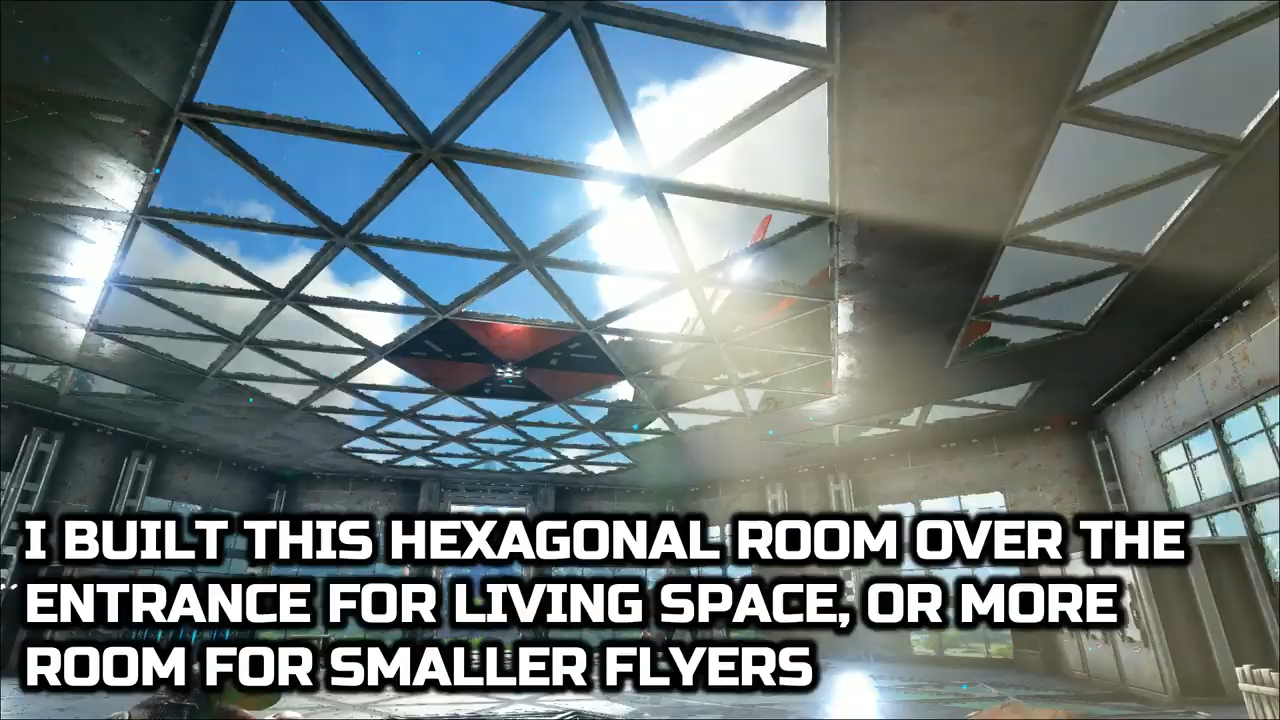 I BUILT THIS HEXAGONAL ROOM OVER THE
ENTRANCE FOR LIVING SPACE, OR MORE
ROOM FOR SMALLER FLYERS